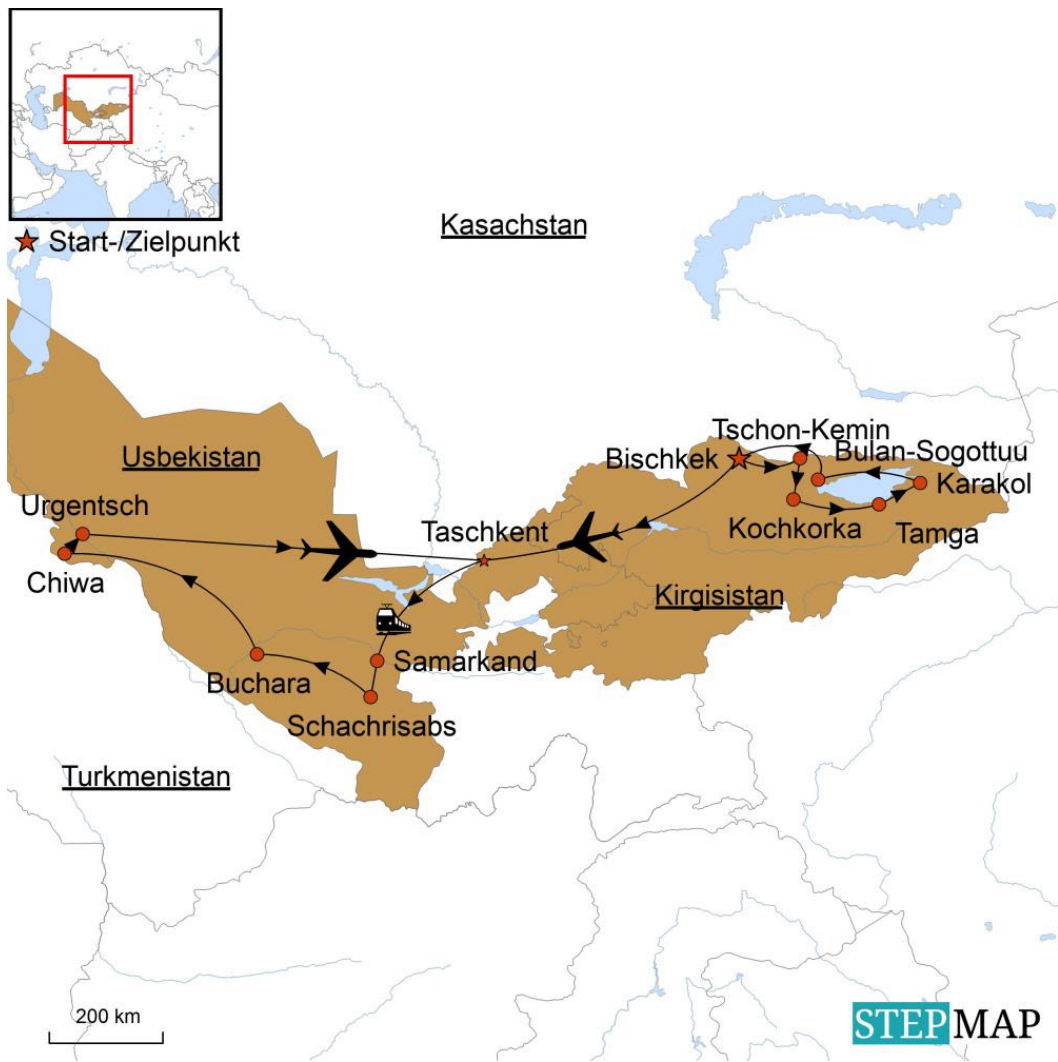 Start-/Zielpunkt
Kasachstan
Tschon-Kemin
Bulan-Sogottuu
Bischkek
Usbekistan
Karakol
Urgentsch
Taschkent
Kochkorka
Tamga
Chiwa
Kirgisistan
Samarkand
Buchara
Schachrisabs
Turkmenistan
200 km
STEPMAP